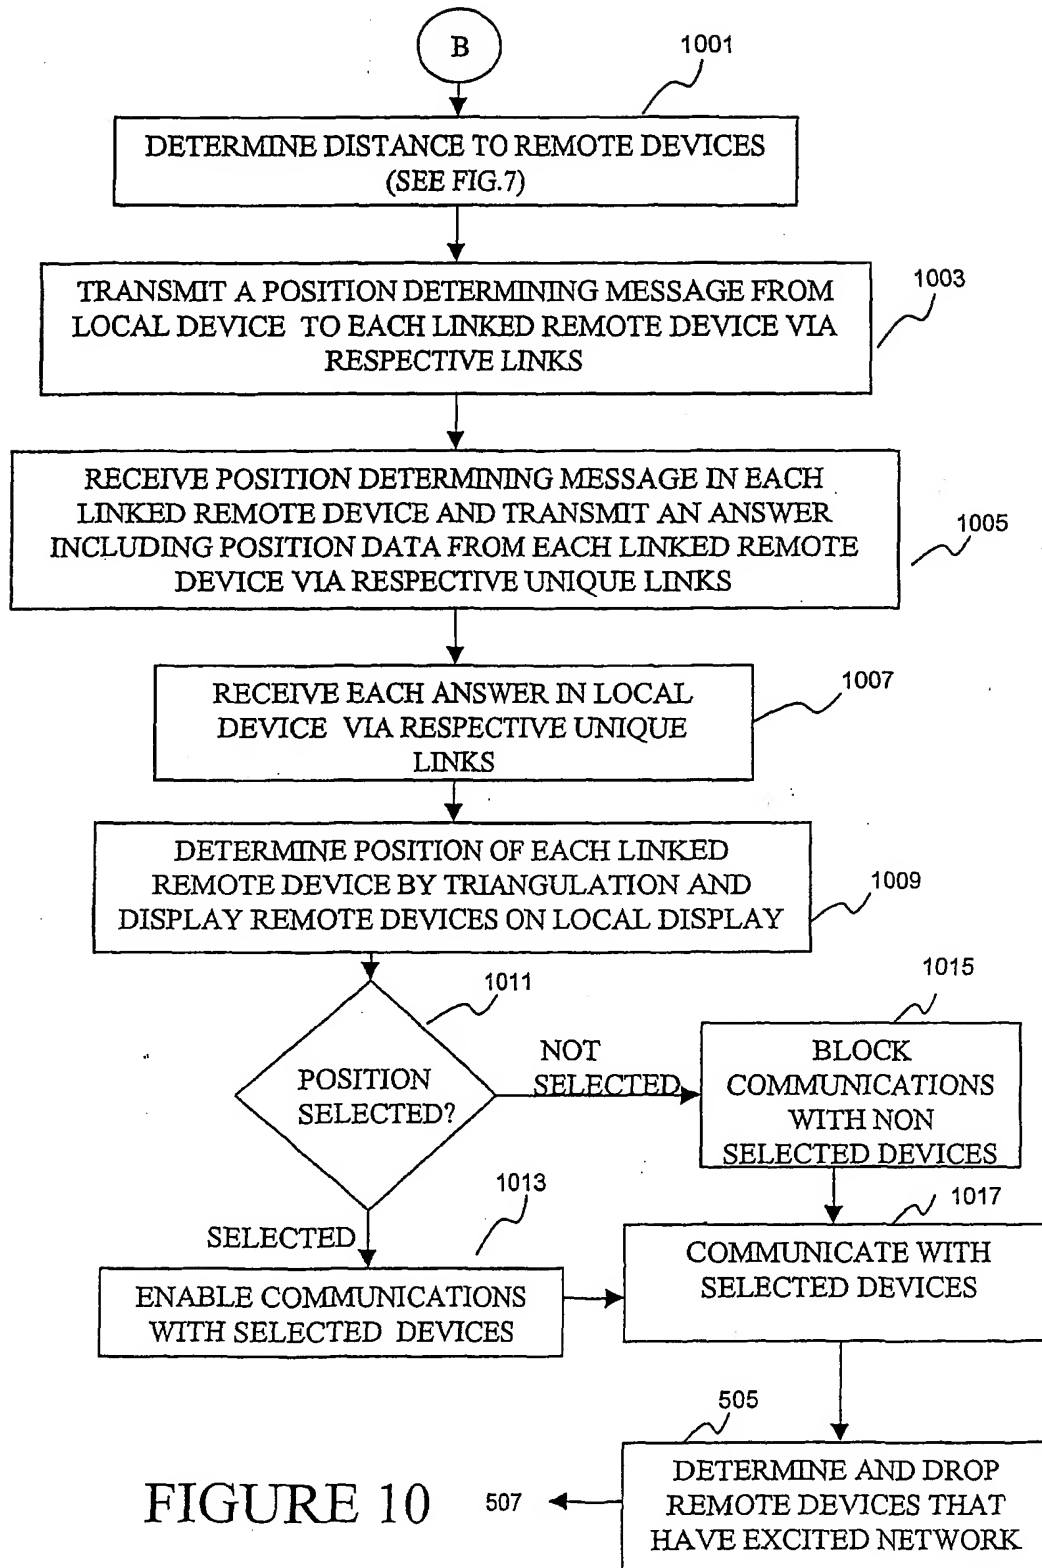 B
1001
DETERMINE DISTANCE TO REMOTE DEVICES
(SEE FIG.7)
1003
TRANSMIT A POSITION DETERMINING MESSAGE FROM
LOCAL DEVICE TO EACH LINKED REMOTE DEVICE VIA
RESPECTIVE LINKS
RECEIVE POSITION DETERMINING MESSAGE IN EACH
LINKED REMOTE DEVICE AND TRANSMIT AN ANSWER
INCLUDING POSITION DATA FROM EACH LINKED REMOTE
DEVICE VIA RESPECTIVE UNIQUE LINKS
1005
RECEIVE EACH ANSWER IN LOCAL
DEVICE VIA RESPECTIVE UNIQUE
LINKS
1007
DETERMINE POSITION OF EACH LINKED
REMOTE DEVICE BY TRIANGULATION AND
DISPLAY REMOTE DEVICES ON LOCAL DISPLAY
1009
1011
POSITION
SELECTED?
NOT
SELECTED
1015
BLOCK
COMMUNICATIONS
WITH NON
SELECTED DEVICES
SELECTED
1013
ENABLE COMMUNICATIONS
WITH SELECTED DEVICES
1017
COMMUNICATE WITH
SELECTED DEVICES
505
DETERMINE AND DROP
REMOTE DEVICES THAT
HAVE EXCITED NETWORK
507
FIGURE 10